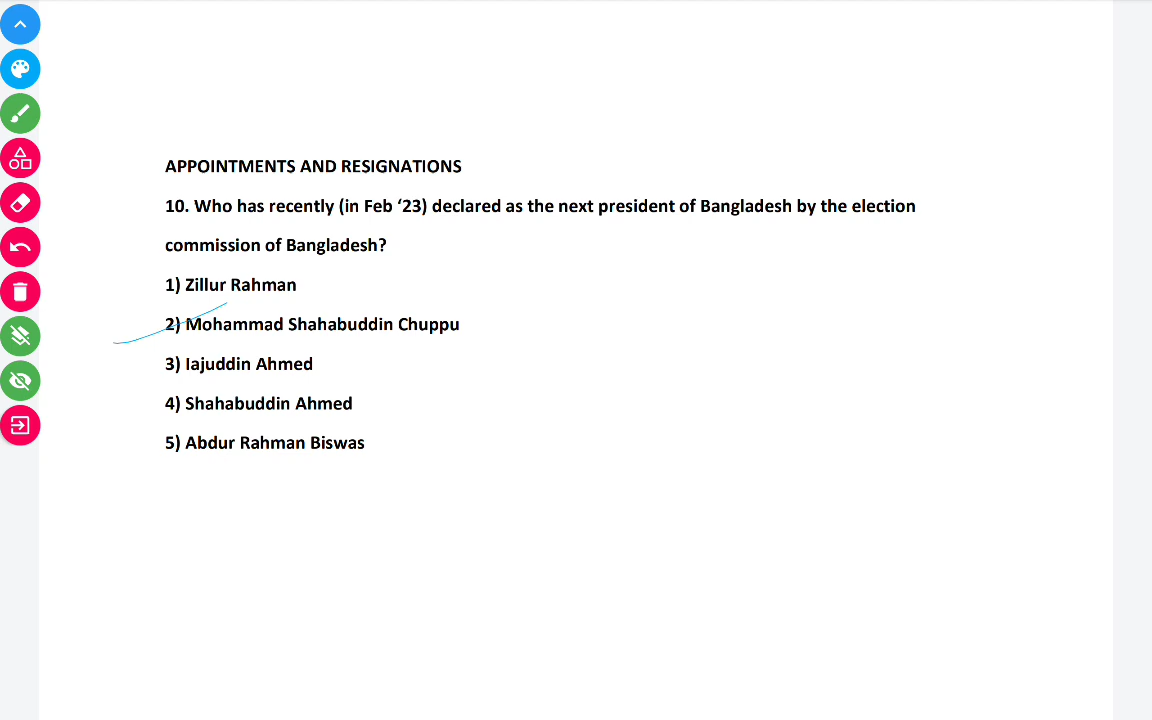 APPOINTMENTS AND RESIGNATIONS
10. Who has recently (in Feb ‘23) declared as the next president of Bangladesh by the election
commission of Bangladesh?
1) Zillur Rahman
2) Mohammad Shahabuddin Chuppu
3) Iajuddin Ahmed
4) Shahabuddin Ahmed
5) Abdur Rahman Biswas